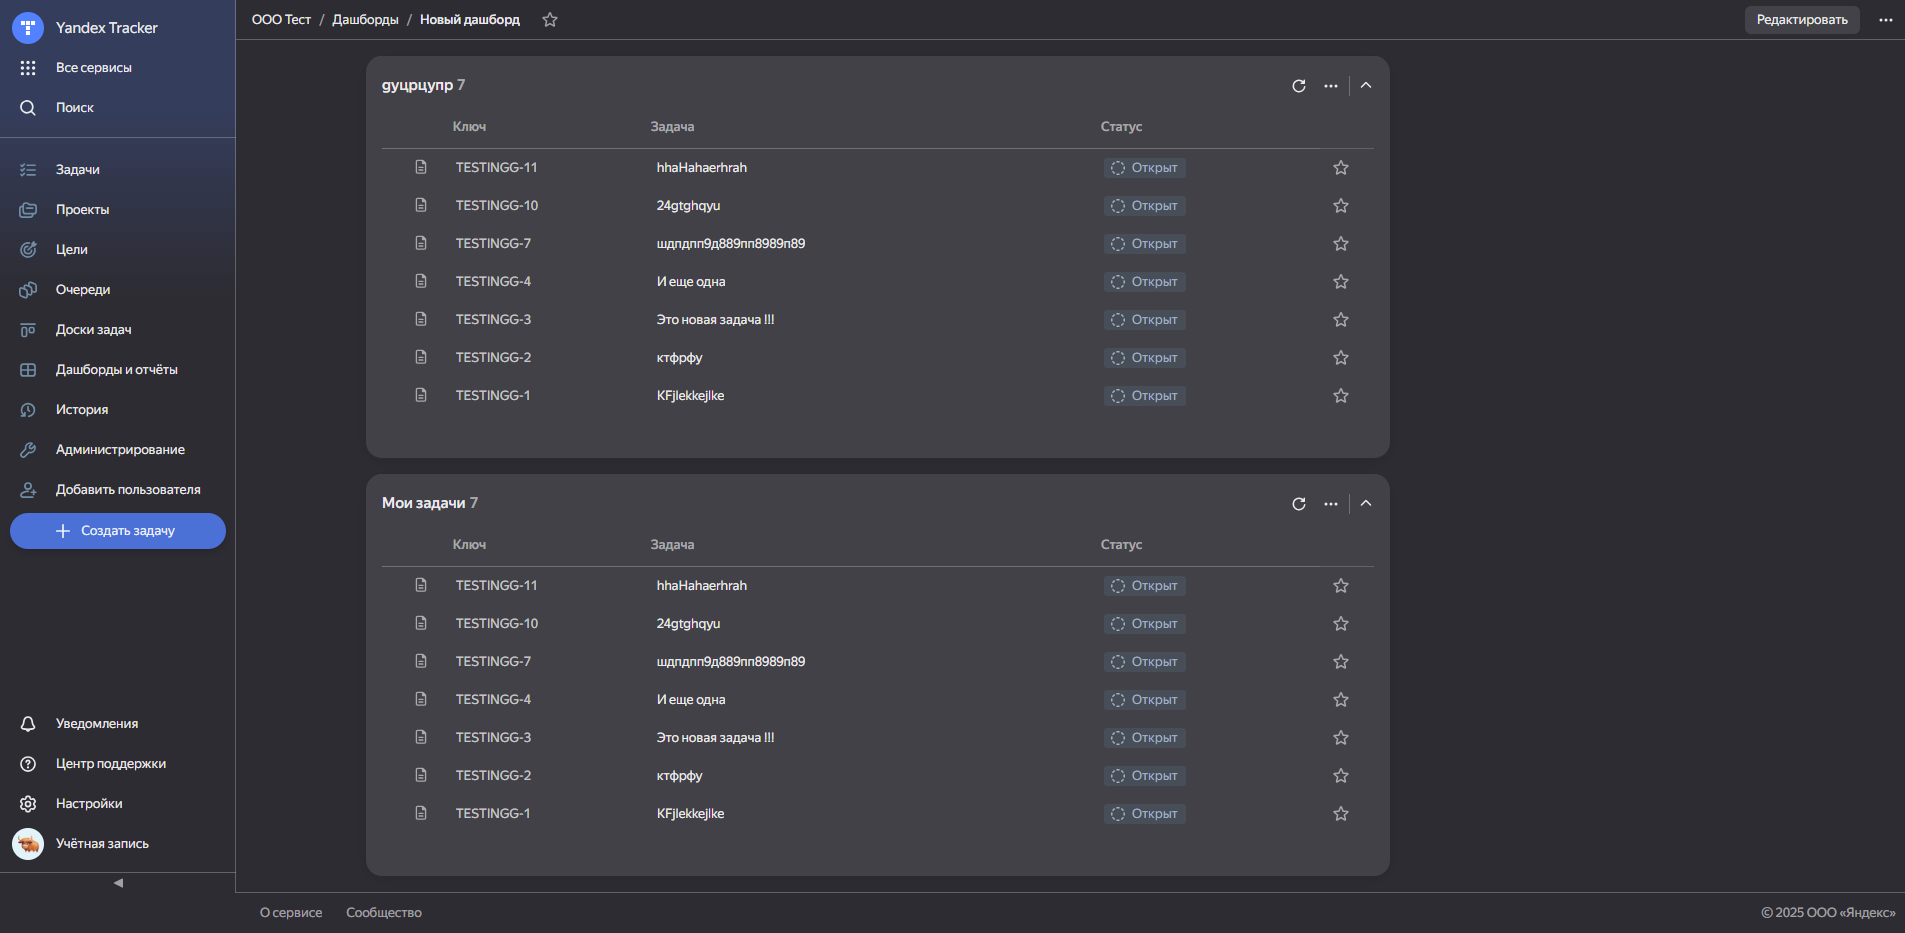 Yandex Tracker
Все сервисы
Поиск
Задачи
Проекты
Цели
Очереди
Доски задач
Дашборды и отчёты
История
Администрирование
Добавить пользователя
Создать задачу
Уведомления
Центр поддержки
Настройки
Учётная запись
ООО Тест / Дашборды / Новый дашборд
Редактировать
дуцрцупр 7
Ключ Задача Статус
TESTINGG-11 hhaHahaerhrah Открыт
TESTINGG-10 24gtghqyu Открыт
TESTINGG-7 шдпдпп9д889пп8989п89 Открыт
TESTINGG-4 И еще одна Открыт
TESTINGG-3 Это новая задача !!! Открыт
TESTINGG-2 ктфрфу Открыт
TESTINGG-1 KFjlekkejlke Открыт
Мои задачи 7
Ключ Задача Статус
TESTINGG-11 hhaHahaerhrah Открыт
TESTINGG-10 24gtghqyu Открыт
TESTINGG-7 шдпдпп9д889пп8989п89 Открыт
TESTINGG-4 И еще одна Открыт
TESTINGG-3 Это новая задача !!! Открыт
TESTINGG-2 ктфрфу Открыт
TESTINGG-1 KFjlekkejlke Открыт
О сервисе Сообщество © 2025 ООО «Яндекс»